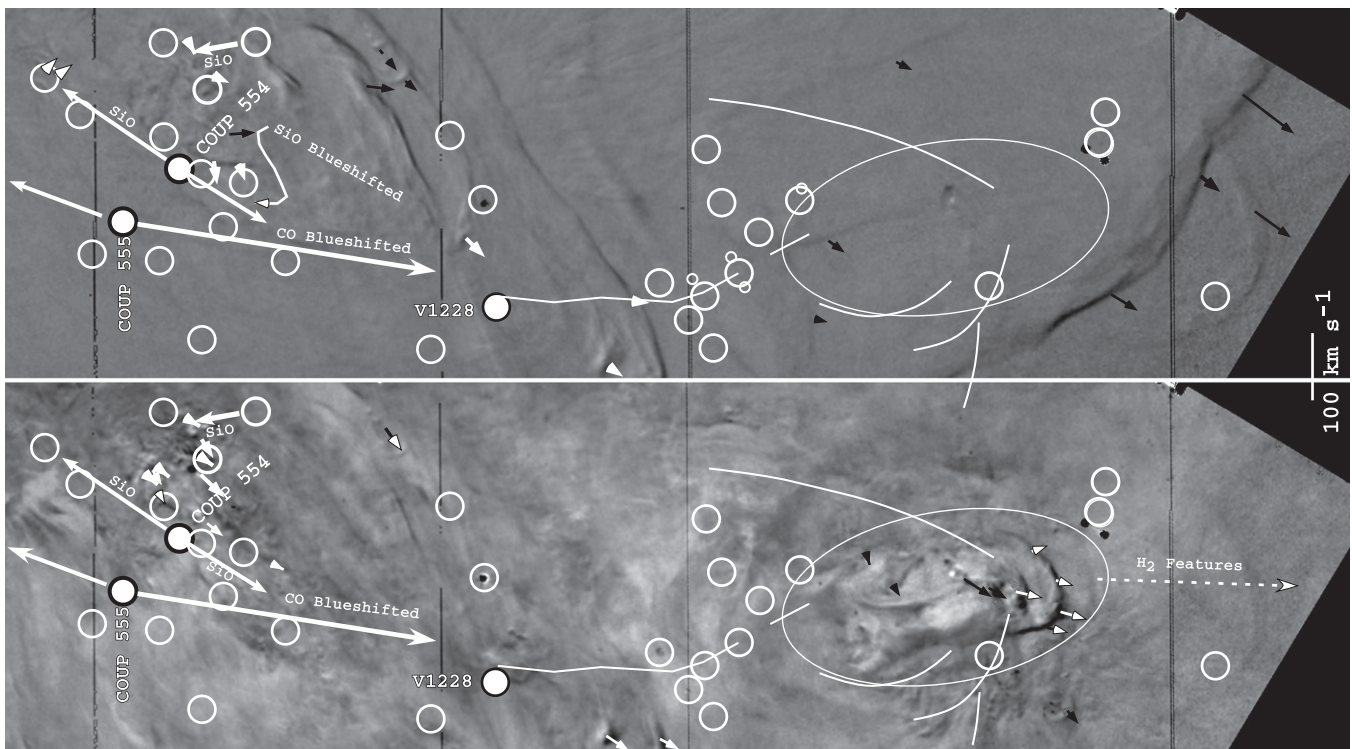 SiO
SiO
COUP 554
SiO Blueshifted
CO Blueshifted
COUP 555
V1228
100 km s⁻¹
SiO
SiO
COUP 554
SiO
CO Blueshifted
COUP 555
V1228
H₂ Features